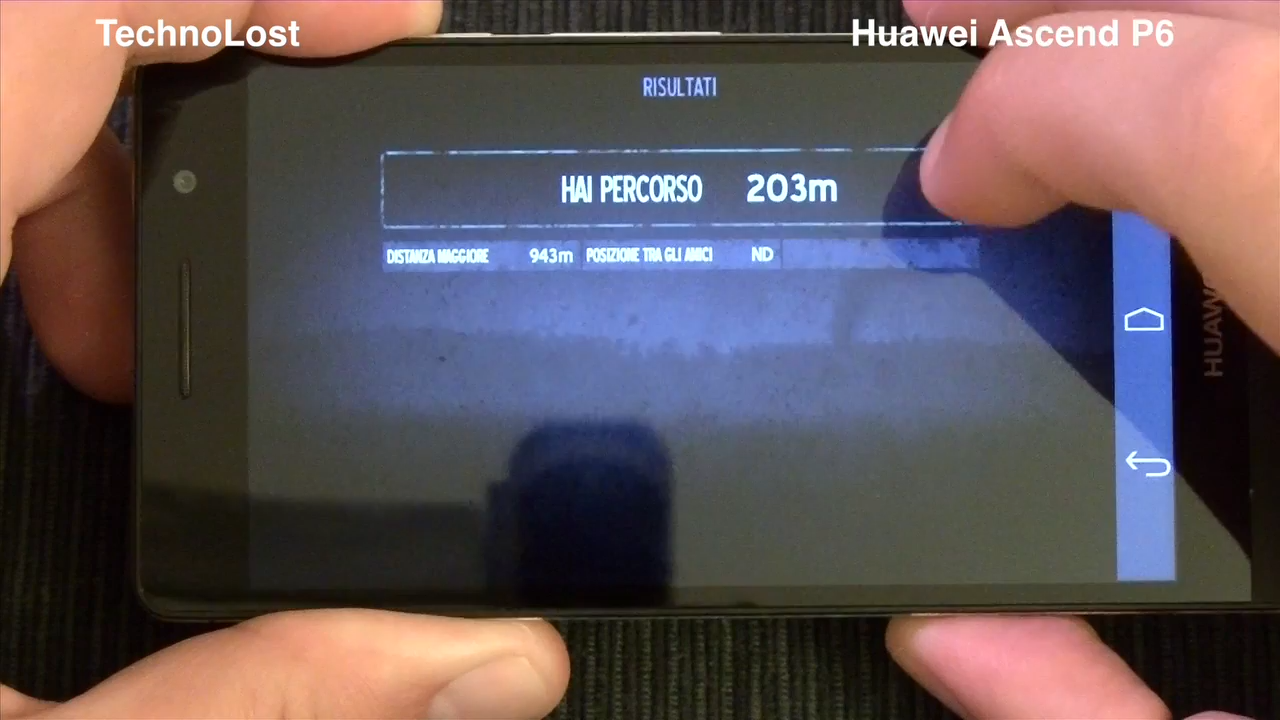 TechnoLost
Huawei Ascend P6
RISULTATI
HAI PERCORSO 203m
DISTANZA MAGGIORE 943m POSIZIONE TRA GLI AMICI ND
HUAWEI